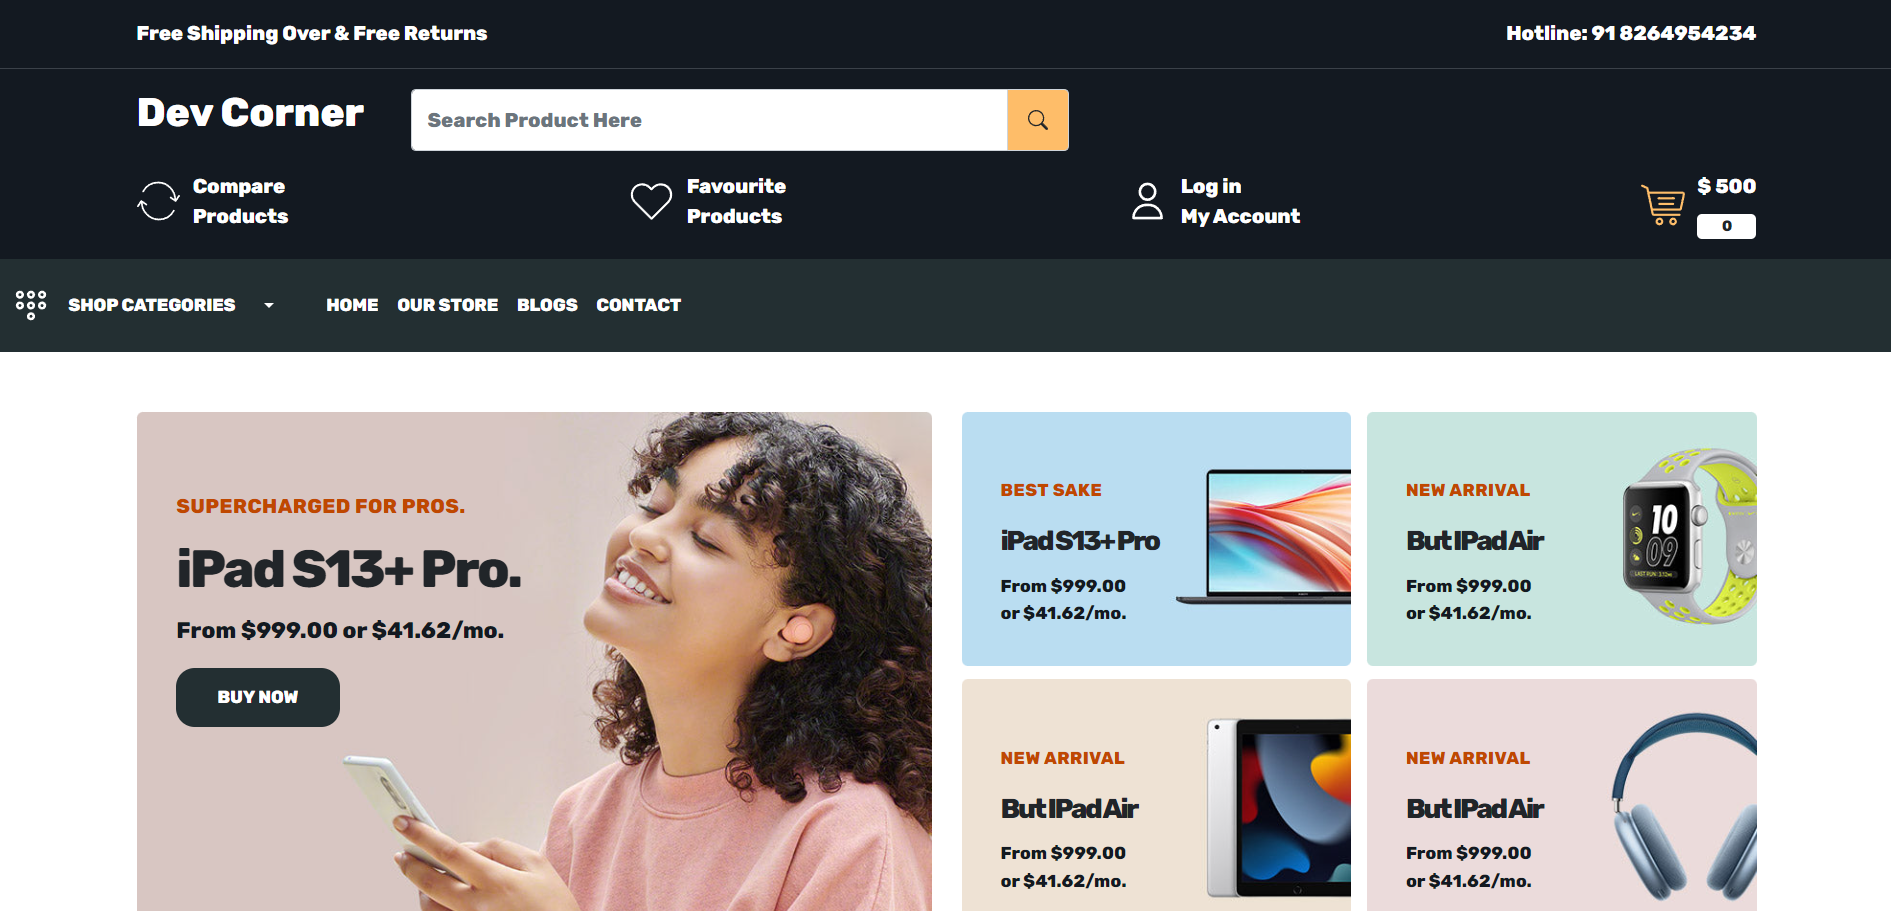 Free Shipping Over & Free Returns
Hotline: 91 8264954234
Dev Corner
Search Product Here
Compare
Products
Favourite
Products
Log in
My Account
$ 500
0
SHOP CATEGORIES
HOME OUR STORE BLOGS CONTACT
SUPERCHARGED FOR PROS.
iPad S13+ Pro.
From $999.00 or $41.62/mo.
BUY NOW
BEST SAKE
iPad S13+ Pro
From $999.00
or $41.62/mo.
NEW ARRIVAL
But IPad Air
From $999.00
or $41.62/mo.
10
09
NEW ARRIVAL
But IPad Air
From $999.00
or $41.62/mo.
NEW ARRIVAL
But IPad Air
From $999.00
or $41.62/mo.